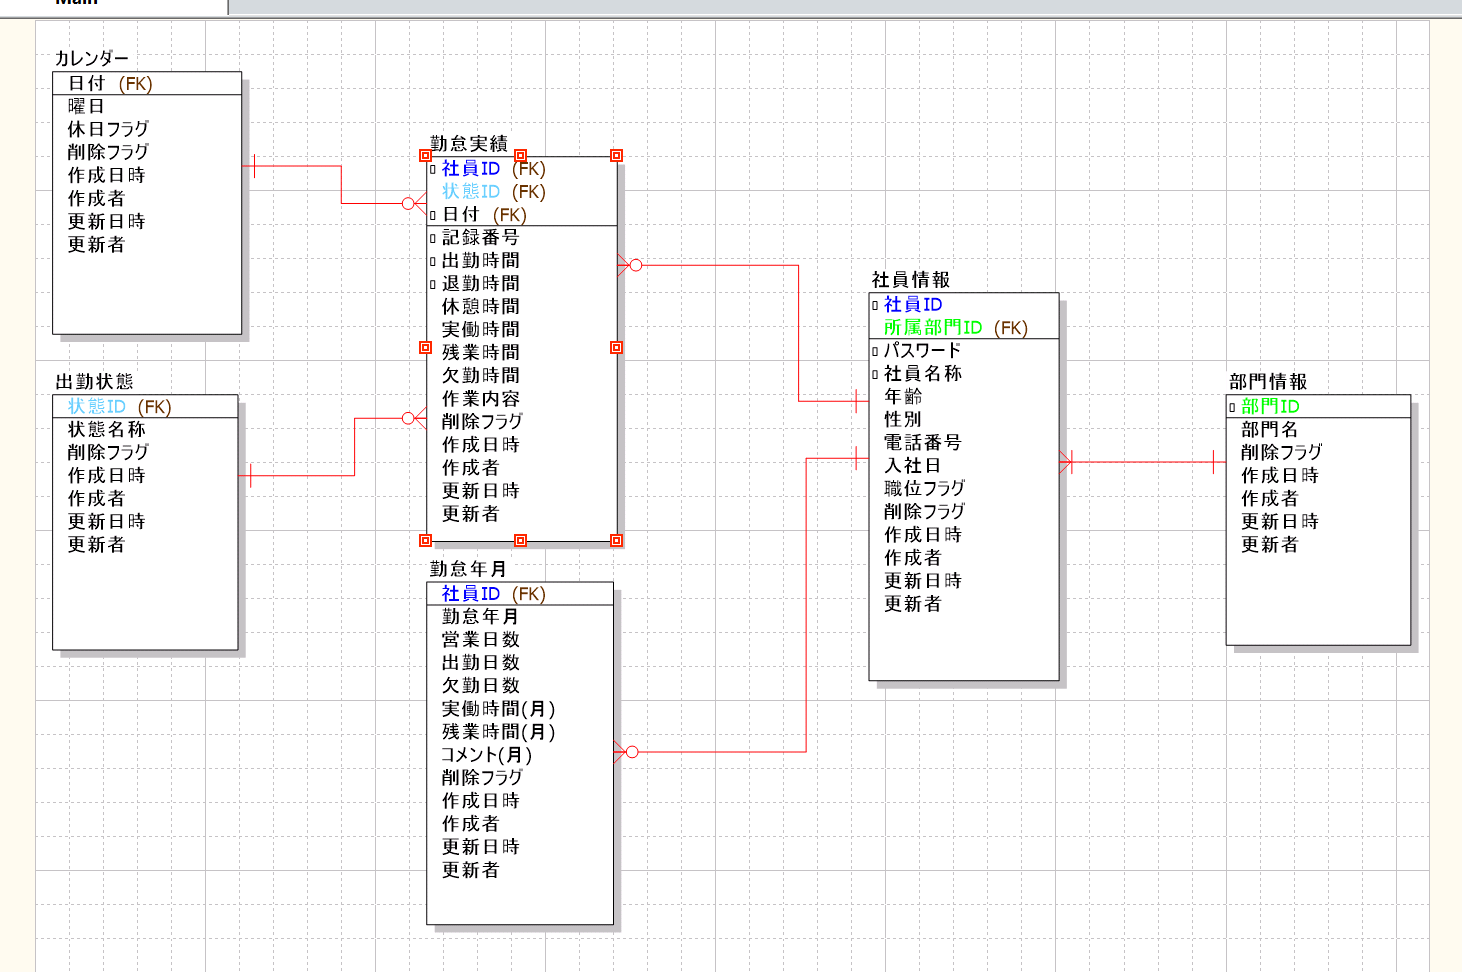 Main
カレンダー
日付 (FK)
曜日
休日フラグ
削除フラグ
作成日時
作成者
更新日時
更新者
出勤状態
状態ID (FK)
状態名称
削除フラグ
作成日時
作成者
更新日時
更新者
勤怠実績
社員ID (FK)
状態ID (FK)
日付 (FK)
記録番号
出勤時間
退勤時間
休憩時間
実働時間
残業時間
欠勤時間
作業内容
削除フラグ
作成日時
作成者
更新日時
更新者
勤怠年月
社員ID (FK)
勤怠年月
営業日数
出勤日数
欠勤日数
実働時間(月)
残業時間(月)
コメント(月)
削除フラグ
作成日時
作成者
更新日時
更新者
社員情報
社員ID
所属部門ID (FK)
パスワード
社員名称
年齢
性別
電話番号
入社日
職位フラグ
削除フラグ
作成日時
作成者
更新日時
更新者
部門情報
部門ID
部門名
削除フラグ
作成日時
作成者
更新日時
更新者